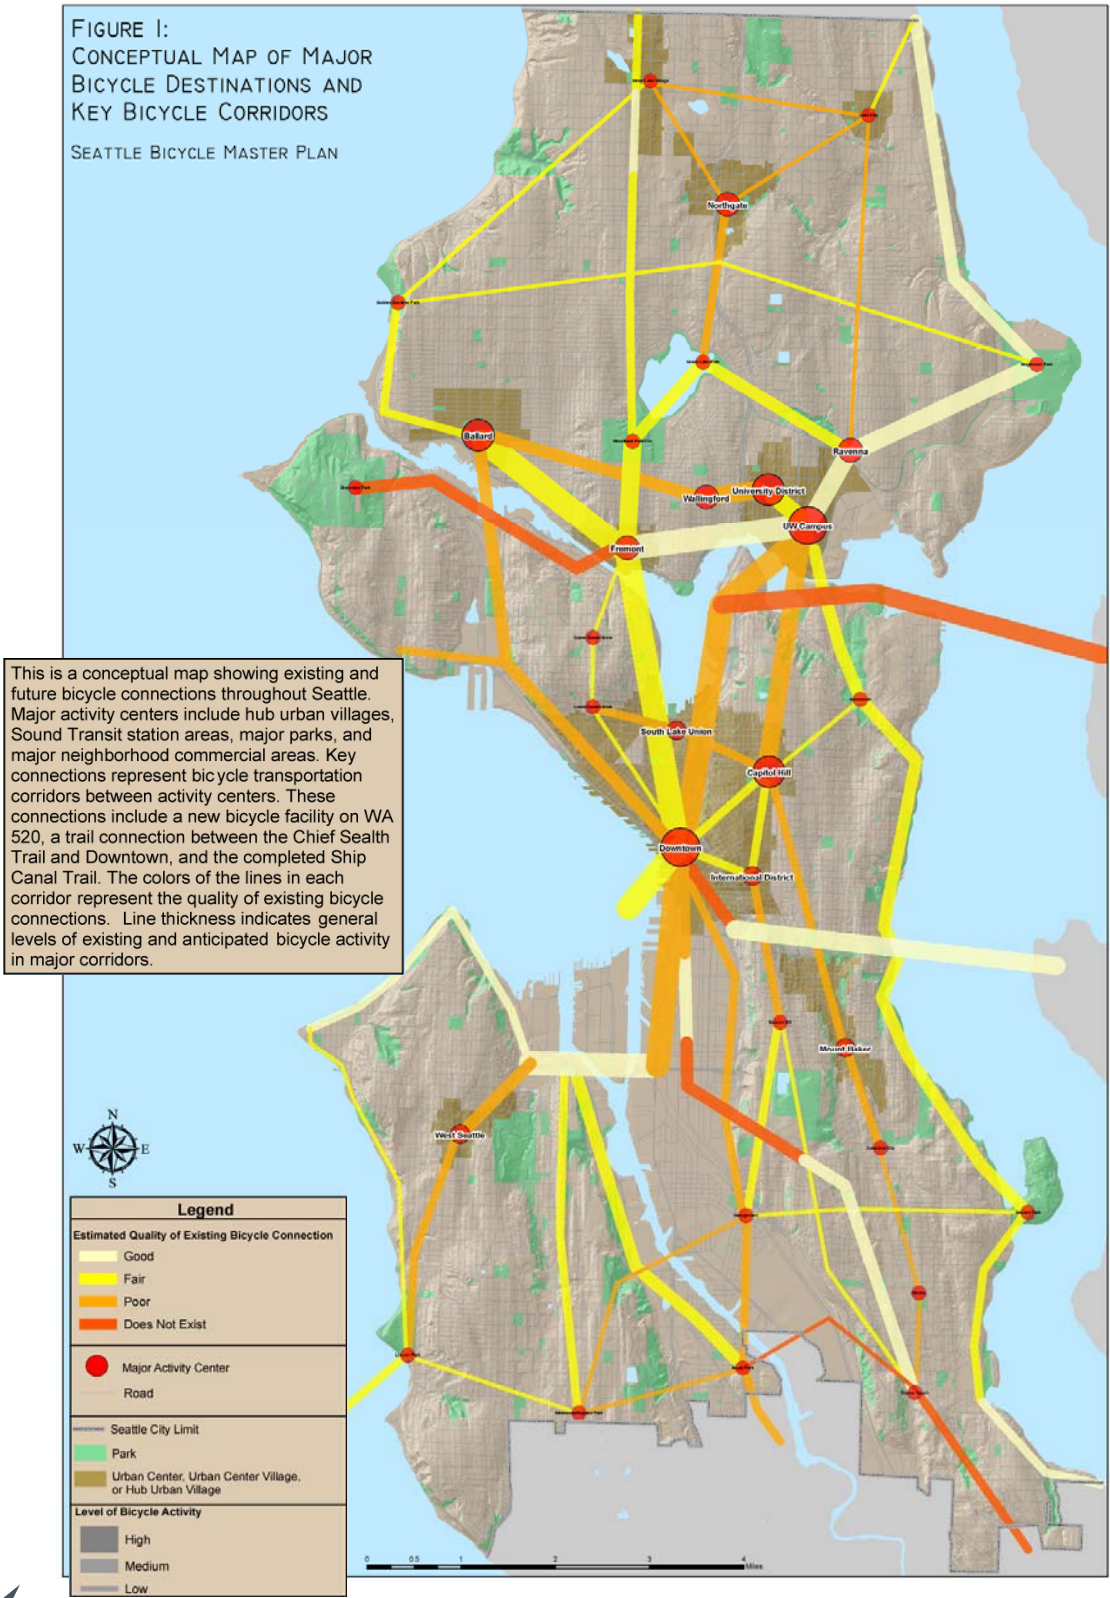 FIGURE 1:
CONCEPTUAL MAP OF MAJOR
BICYCLE DESTINATIONS AND
KEY BICYCLE CORRIDORS
SEATTLE BICYCLE MASTER PLAN
Northgate
Ballard
Ravenna
University District
Wallingford
UW Campus
Fremont
This is a conceptual map showing existing and
future bicycle connections throughout Seattle.
Major activity centers include hub urban villages,
Sound Transit station areas, major parks, and
major neighborhood commercial areas. Key
connections represent bicycle transportation
corridors between activity centers. These
connections include a new bicycle facility on WA
520, a trail connection between the Chief Sealth
Trail and Downtown, and the completed Ship
Canal Trail. The colors of the lines in each
corridor represent the quality of existing bicycle
connections. Line thickness indicates general
levels of existing and anticipated bicycle activity
in major corridors.
South Lake Union
Capitol Hill
Downtown
International District
Mount Baker
West Seattle
N
W E
S
Legend
Estimated Quality of Existing Bicycle Connection
Good
Fair
Poor
Does Not Exist
Major Activity Center
Road
Seattle City Limit
Park
Urban Center, Urban Center Village,
or Hub Urban Village
Level of Bicycle Activity
High
Medium
Low
0 0.5 1 2 3 4
Miles